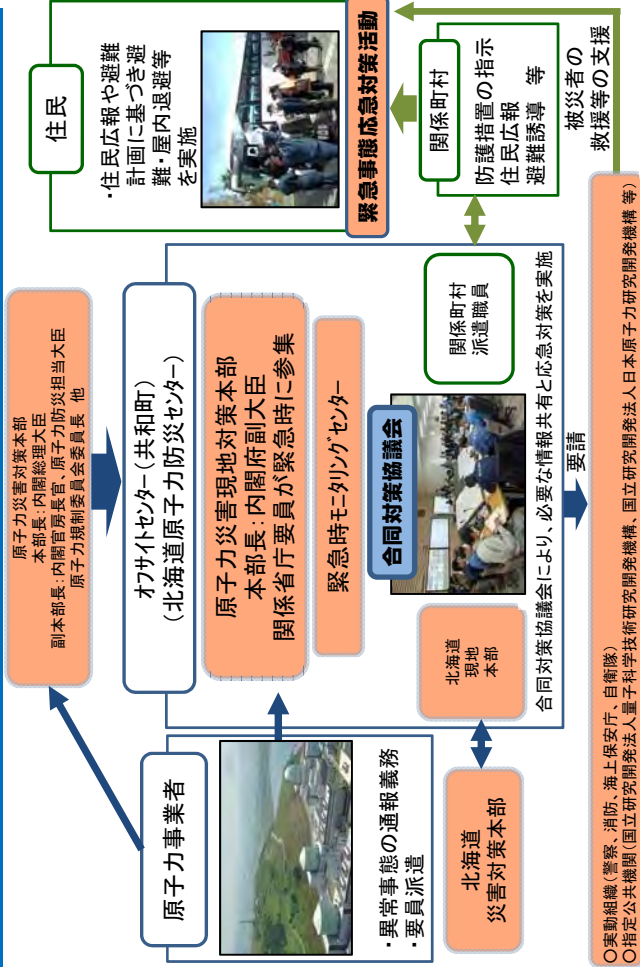 原子力災害対策本部
本部長：内閣総理大臣
副本部長：内閣官房長官、原子力防災担当大臣
原子力規制委員会委員長 他
原子力事業者
・異常事態の通報義務
・要員派遣
オフサイトセンター（共和町）
（北海道原子力防災センター）
原子力災害現地対策本部
本部長：内閣府副大臣
関係省庁要員が緊急時に参集
緊急時モニタリングセンター
合同対策協議会
北海道
災害対策本部
北海道
現地
本部
関係町村
派遣職員
合同対策協議会により、必要な情報共有と応急対策を実施
住民
・住民広報や避難
計画に基づき避
難・屋内退避等
を実施
緊急事態応急対策活動
関係町村
防護措置の指示
住民広報
避難誘導 等
被災者の
救援等の支援
要請
○実動組織（警察、消防、海上保安庁、自衛隊）
○指定公共機関（国立研究開発法人量子科学技術研究開発機構、国立研究開発法人日本原子力研究開発機構 等）